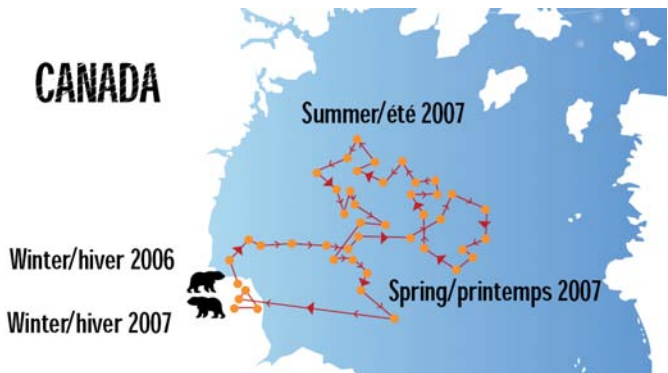 CANADA
Summer/été 2007
Winter/hiver 2006
Spring/printemps 2007
Winter/hiver 2007